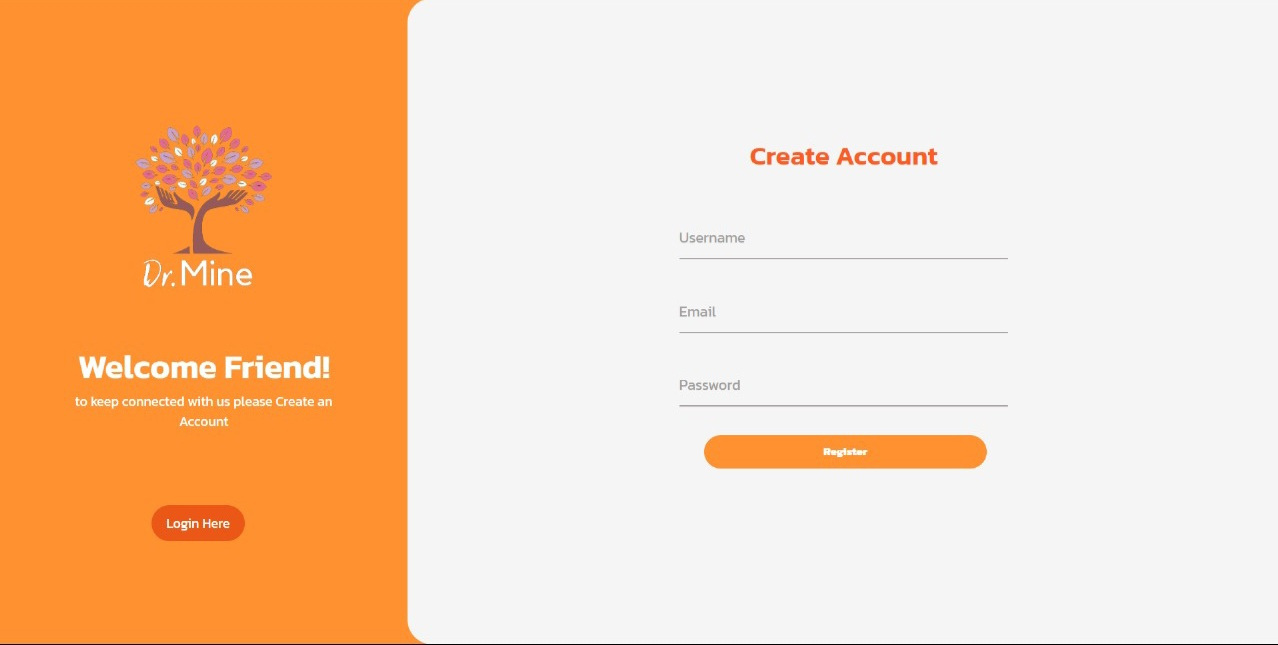 Dr. Mine
Welcome Friend!
to keep connected with us please Create an
Account
Login Here
Create Account
Username
Email
Password
Register